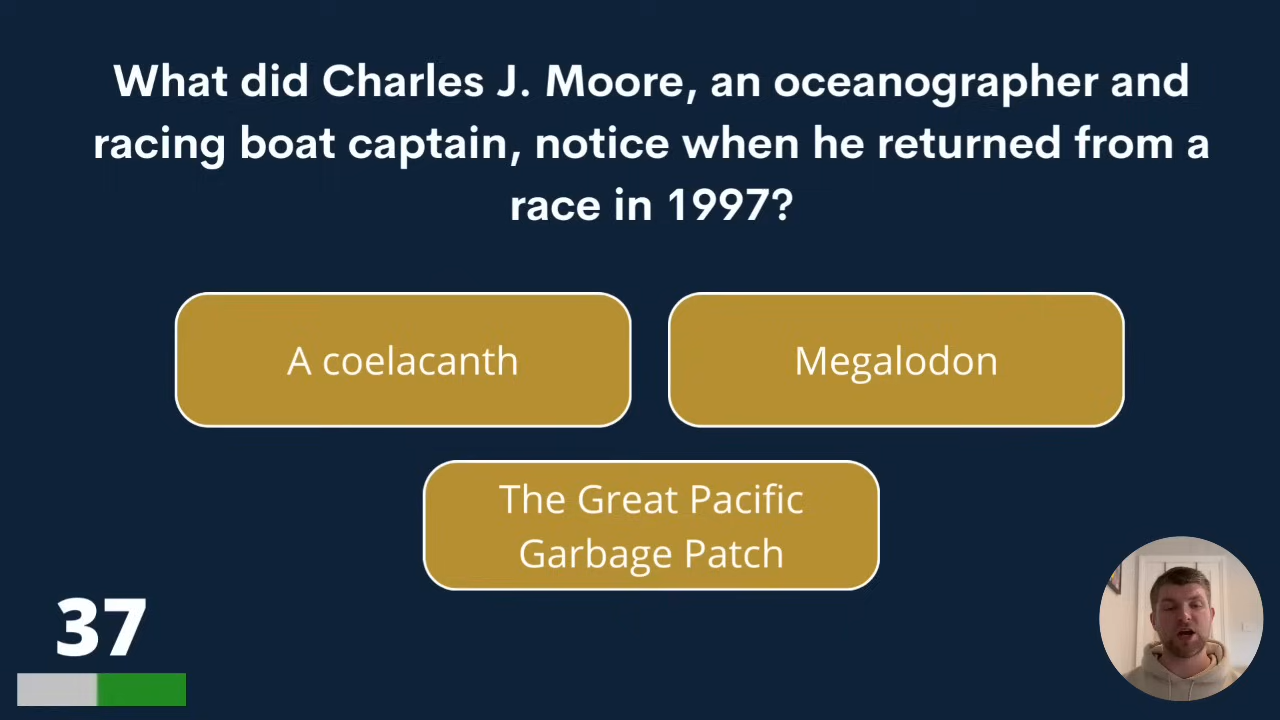 What did Charles J. Moore, an oceanographer and
racing boat captain, notice when he returned from a
race in 1997?
A coelacanth
Megalodon
The Great Pacific
Garbage Patch
37